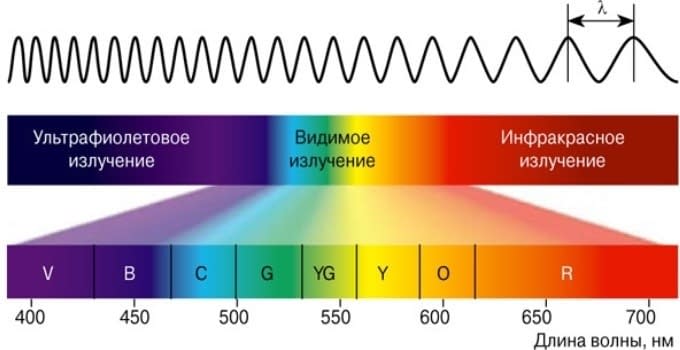 λ
Ультрафиолетовое
излучение
Видимое
излучение
Инфракрасное
излучение
V B C G YG Y O R
400 450 500 550 600 650 700
Длина волны, нм